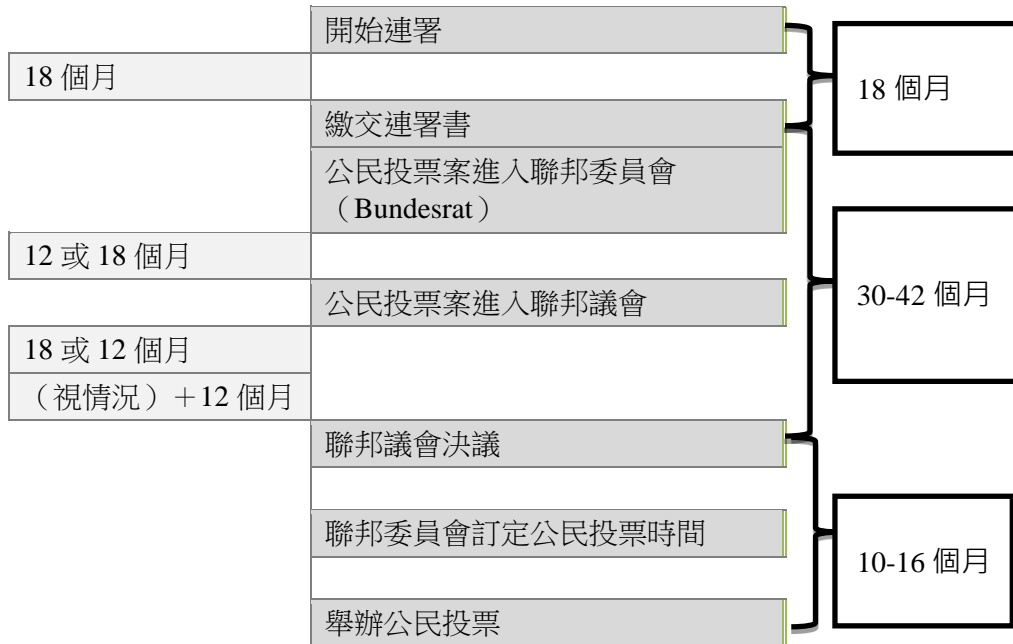 開始連署
18 個月
繳交連署書
公民投票案進入聯邦委員會
（Bundesrat）
12 或 18 個月
公民投票案進入聯邦議會
18 或 12 個月
（視情況）＋12 個月
聯邦議會決議
聯邦委員會訂定公民投票時間
舉辦公民投票
18 個月
30-42 個月
10-16 個月